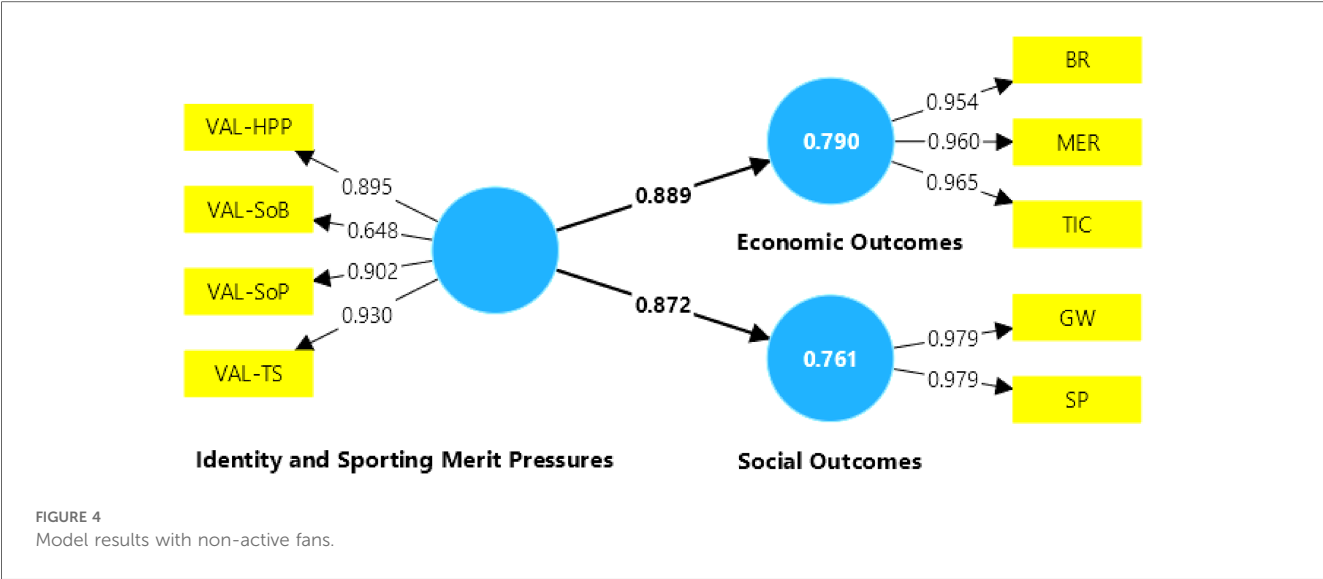 VAL-HPP
VAL-SoB
VAL-SoP
VAL-TS
0.895
0.648
0.902
0.930
Identity and Sporting Merit Pressures
0.889
0.872
0.790
Economic Outcomes
0.761
Social Outcomes
0.954
0.960
0.965
BR
MER
TIC
0.979
0.979
GW
SP
FIGURE 4
Model results with non-active fans.